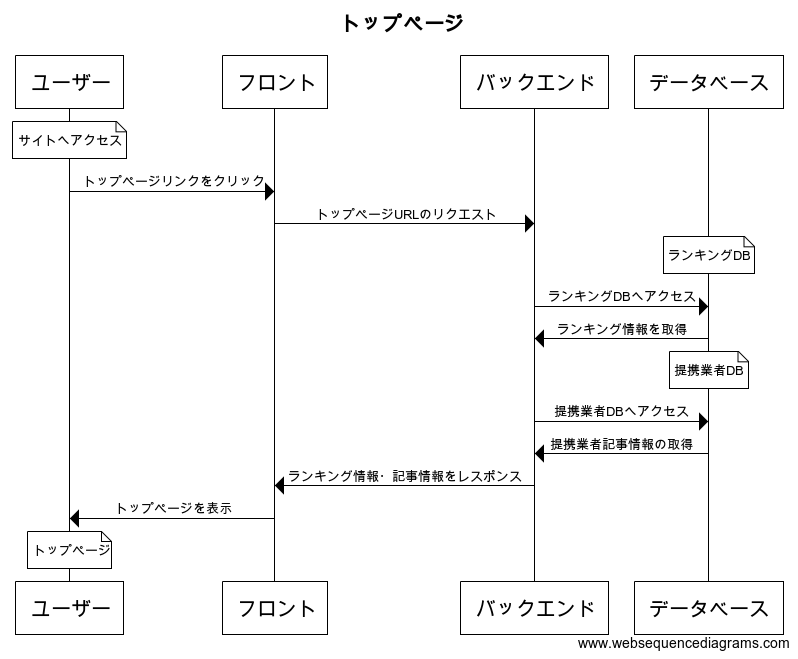 トップページ
ユーザー
フロント
バックエンド
データベース
サイトへアクセス
トップページリンクをクリック
トップページURLのリクエスト
ランキングDB
ランキングDBへアクセス
ランキング情報を取得
提携業者DB
提携業者DBへアクセス
提携業者記事情報の取得
ランキング情報・記事情報をレスポンス
トップページを表示
トップページ
ユーザー
フロント
バックエンド
データベース
www.websequencediagrams.com